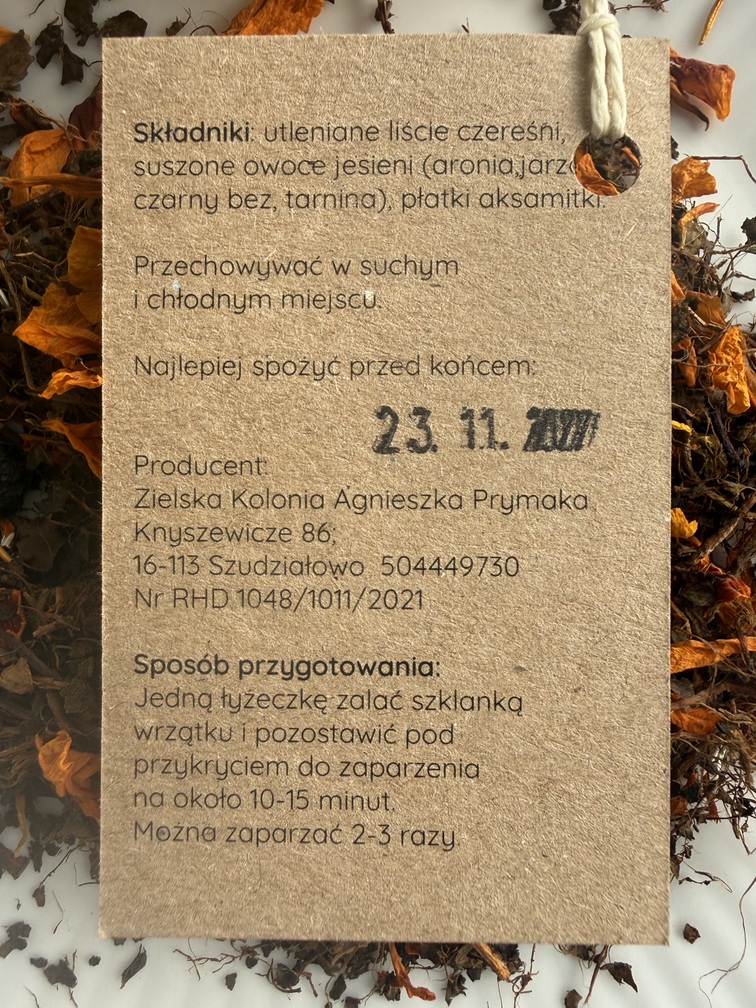 Składniki: utleniane liście czereśni,
suszone owoce jesieni (aronia,
czarny bez, tarnina), płatki aksamitki.
Przechowywać w suchym
i chłodnym miejscu.
Najlepiej spożyć przed końcem:
23. 11.
Producent:
Zielska Kolonia Agnieszka Prymaka
Knyszewicze 86;
16-113 Szudziałowo 504449730
Nr RHD 1048/1011/2021
Sposób przygotowania:
Jedną łyżeczkę zalać szklanką
wrzątku i pozostawić pod
przykryciem do zaparzenia
na około 10-15 minut.
Można zaparzać 2-3 razy.